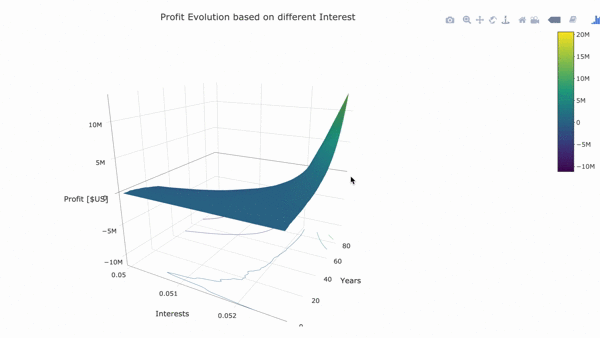 Profit Evolution based on different Interest
20M
15M
10M
5M
0
−5M
−10M
10M
5M
Profit [$US]
−5M
−10M
0.05
0.051
0.052
Interests
80
60
40
20
Years